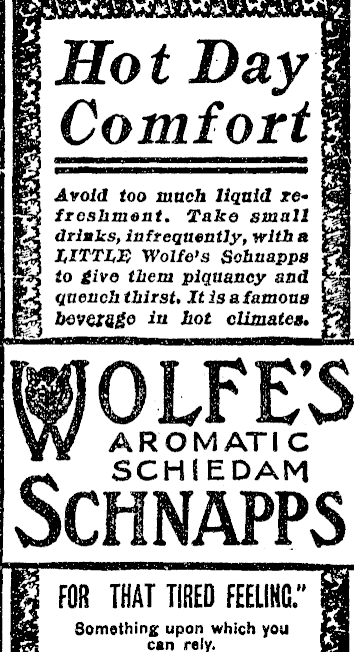 Hot Day
Comfort
Avoid too much liquid re-
freshment. Take small
drinks, infrequently, with a
LITTLE Wolfe's Schnapps
to give them piquancy and
quench thirst. It is a famous
beverage in hot climates.
WOLFE'S
AROMATIC
SCHIEDAM
SCHNAPPS
FOR THAT TIRED FEELING."
Something upon which you
can rely.